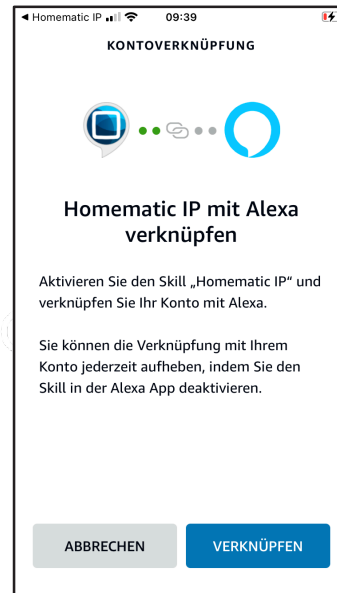 ◀ Homematic IP 09:39
KONTOVERKNÜPFUNG
Homematic IP mit Alexa
verknüpfen
Aktivieren Sie den Skill „Homematic IP“ und
verknüpfen Sie Ihr Konto mit Alexa.
Sie können die Verknüpfung mit Ihrem
Konto jederzeit aufheben, indem Sie den
Skill in der Alexa App deaktivieren.
ABBRECHEN VERKNÜPFEN